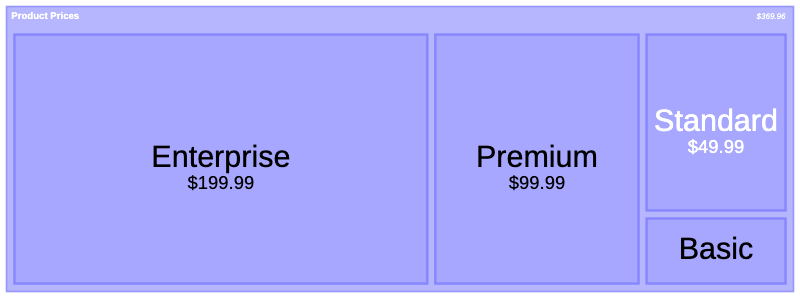 Product Prices
$369.96
Enterprise
$199.99
Premium
$99.99
Standard
$49.99
Basic